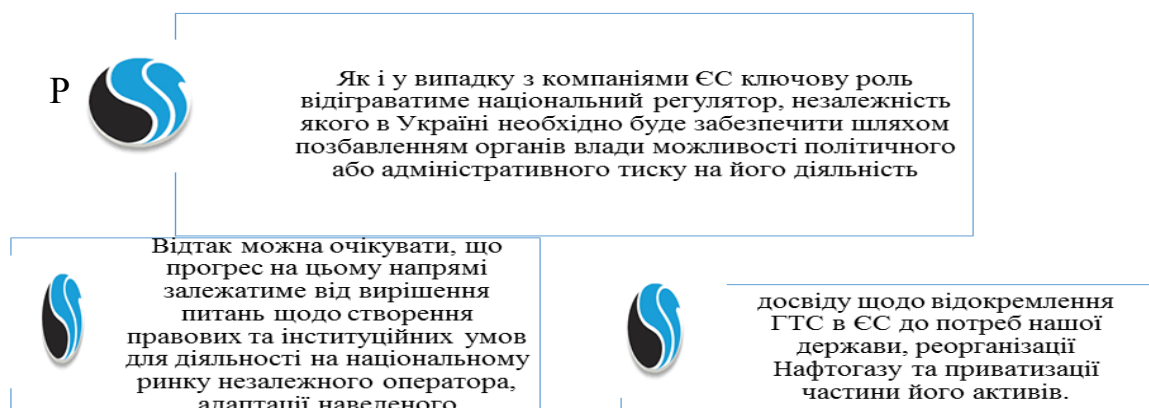 Р
Як і у випадку з компаніями ЄС ключову роль
відіграватиме національний регулятор, незалежність
якого в Україні необхідно буде забезпечити шляхом
позбавленням органів влади можливості політичного
або адміністративного тиску на його діяльність
Відтак можна очікувати, що
прогрес на цьому напрямі
залежатиме від вирішення
питань щодо створення
правових та інституційних умов
для діяльності на національному
ринку незалежного оператора,
адаптації наведеного
досвіду щодо відокремлення
ГТС в ЄС до потреб нашої
держави, реорганізації
Нафтогазу та приватизації
частини його активів.